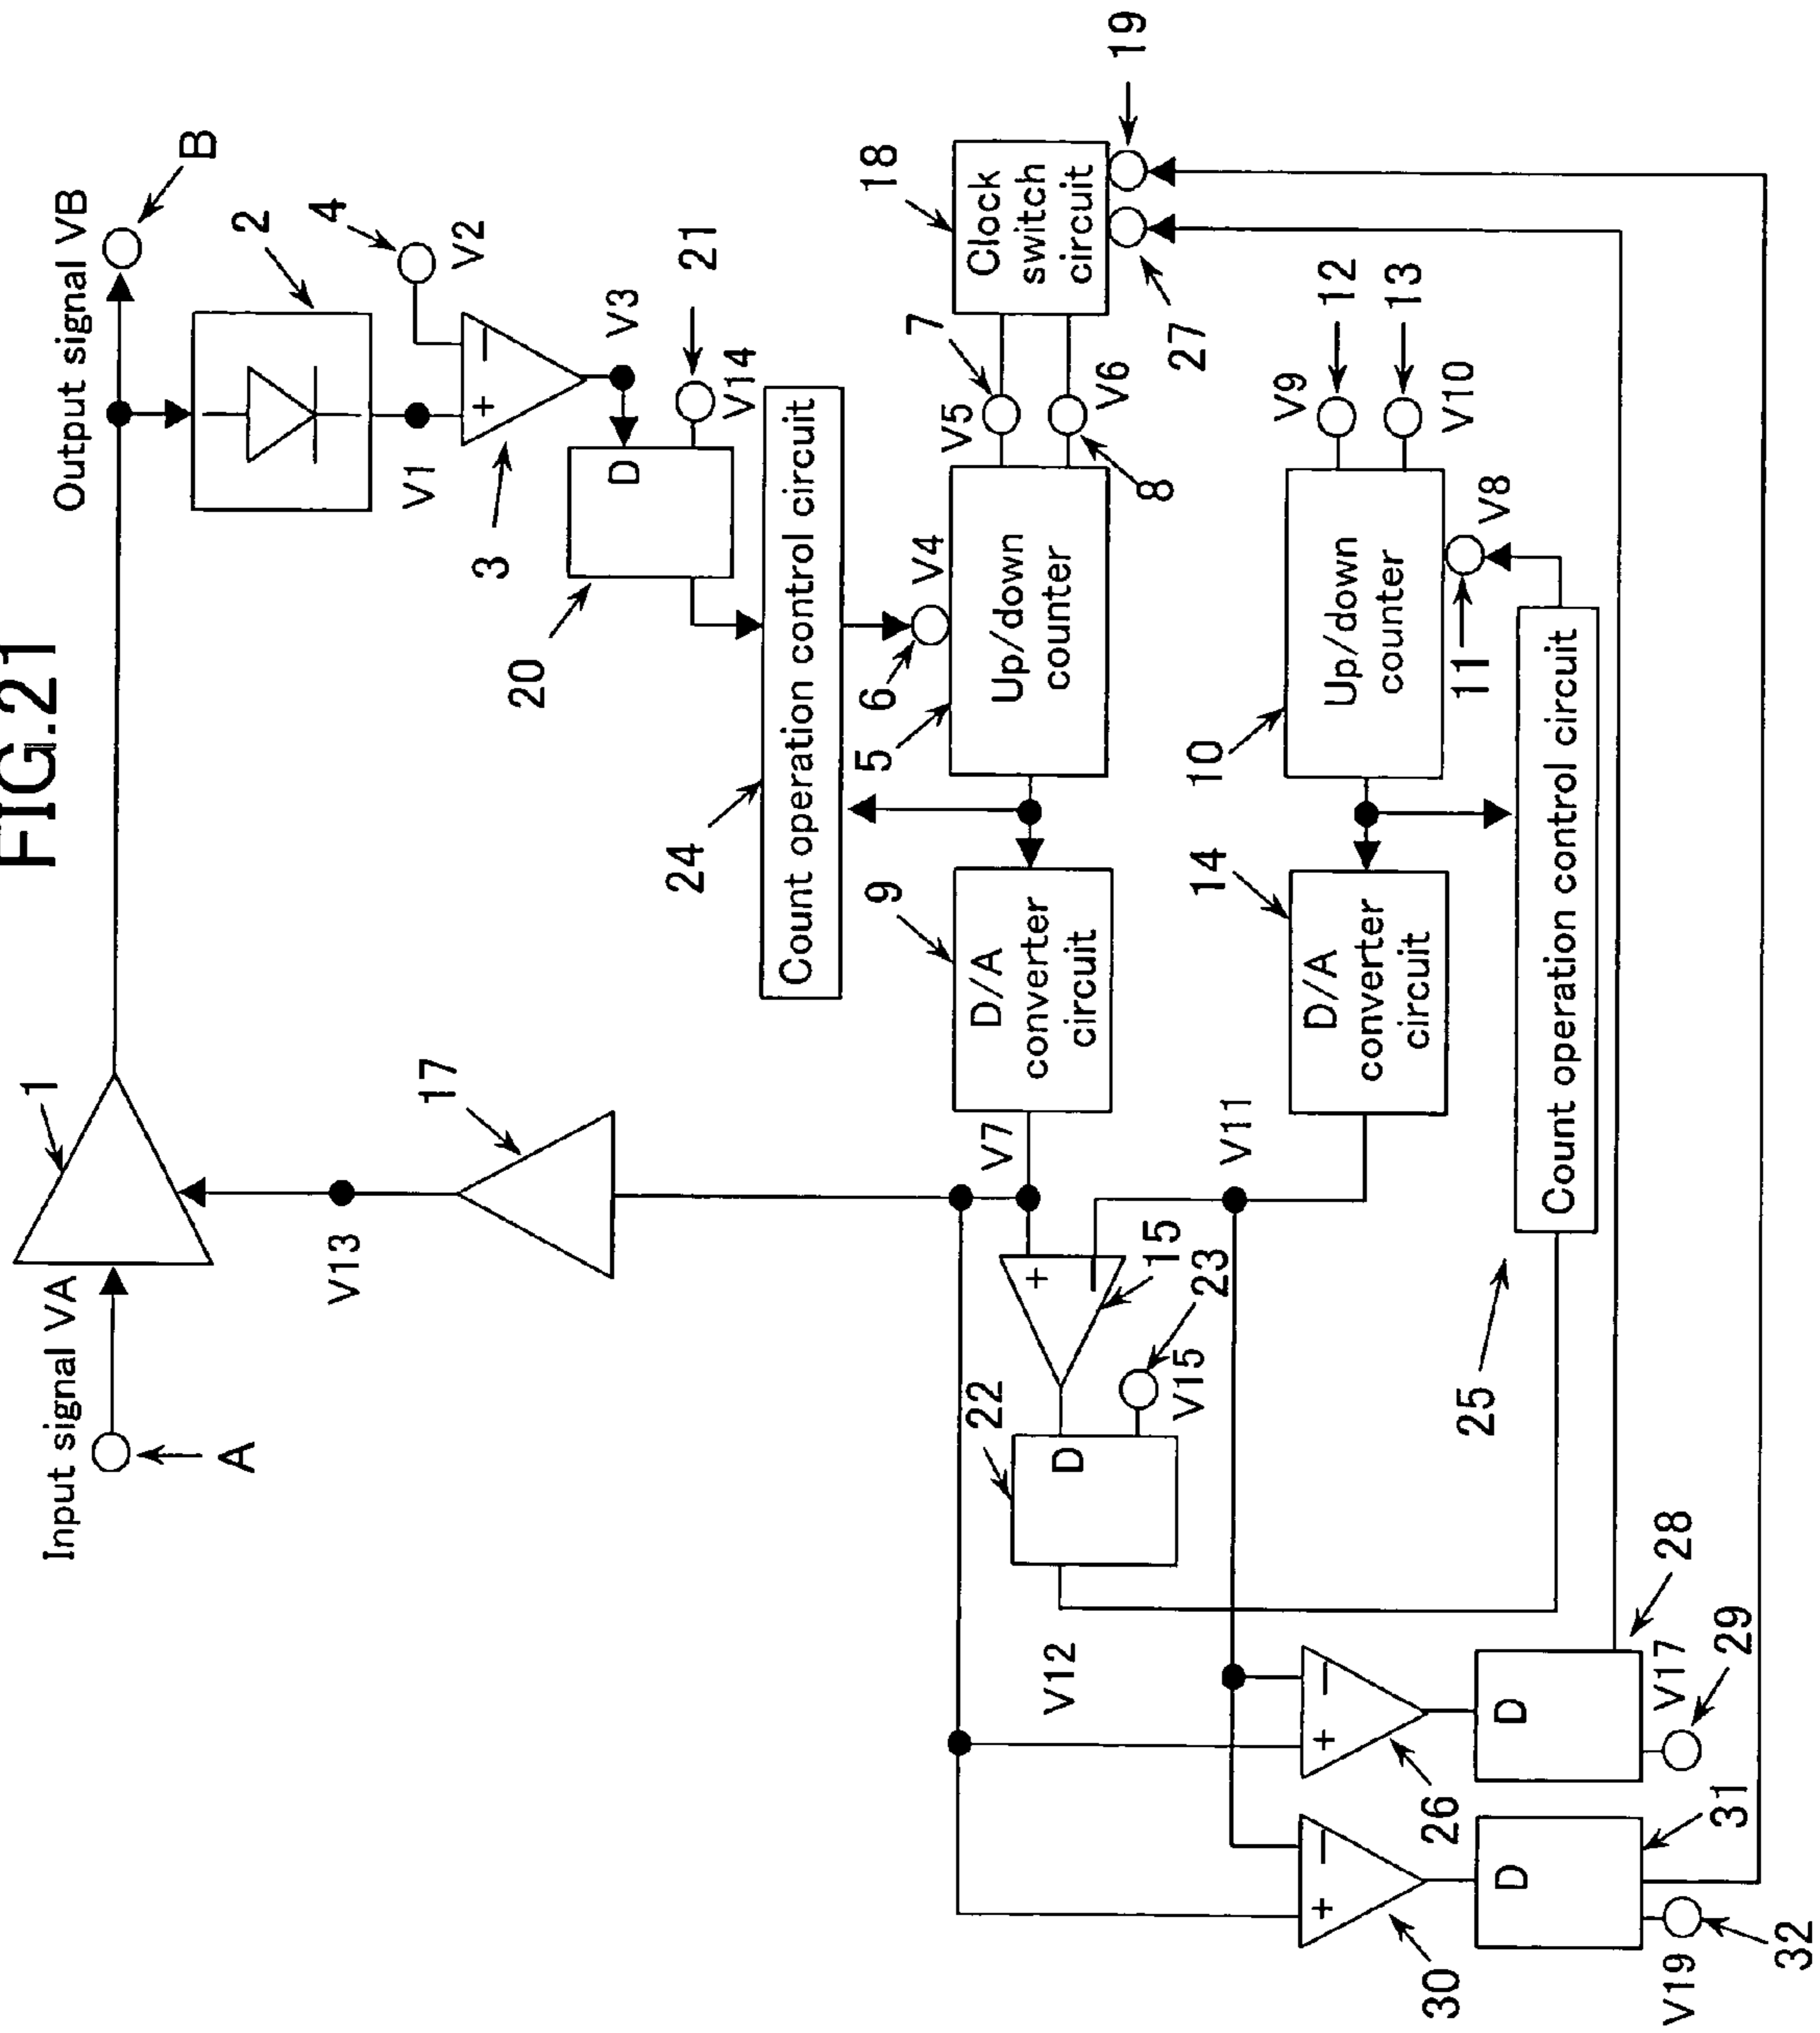 FIG.21
Input signal VA
A
1
Output signal VB
B
2
V1
4
V2
+
−
3
V3
D
20
21
V14
17
V13
24
Count operation control circuit
6
V4
5
Up/down
counter
7
V5
V6
8
18
Clock
switch
circuit
19
27
9
D/A
converter
circuit
V7
10
Up/down
counter
V9
12
13
V10
11
V8
14
D/A
converter
circuit
V11
+
−
15
23
V15
22
D
25
Count operation control circuit
V12
+
−
26
D
28
V17
29
+
−
30
D
31
V19
32